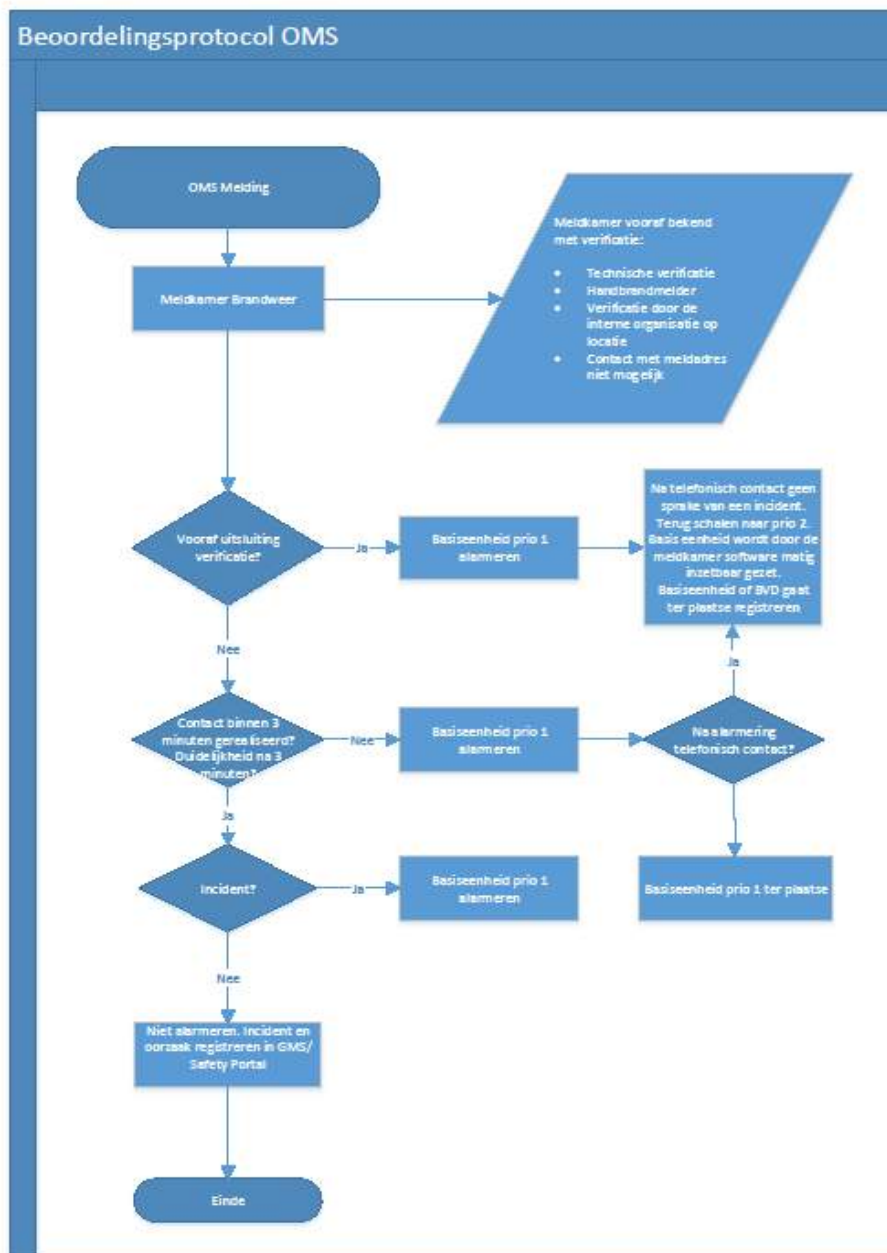 Beoordelingsprotocol OMS
OMS Melding
Meldkamer vooraf bekend
met verificatie:
• Technische verificatie
• Handbrandmelder
• Verificatie door de
interne organisatie op
locatie
• Contact met meldadres
niet mogelijk
Meldkamer Brandweer
Vooraf uitsluiting
verificatie?
Ja
Basiseenheid prio 1
alarmeren
Na telefonisch contact geen
sprake van een incident.
Terug schalen naar prio 2.
Basis eenheid wordt door de
meldkamer software matig
inzetbaar gezet.
Basiseenheid of BVD gaat
ter plaatse registreren
Nee
Ja
Contact binnen 3
minuten gerealiseerd?
Duidelijkheid na 3
minuten?
Nee
Basiseenheid prio 1
alarmeren
Na alarmering
telefonisch contact?
Ja
Incident?
Ja
Basiseenheid prio 1
alarmeren
Basiseenheid prio 1 ter plaatse
Nee
Niet alarmeren. Incident en
oorzaak registreren in GMS/
Safety Portal
Einde